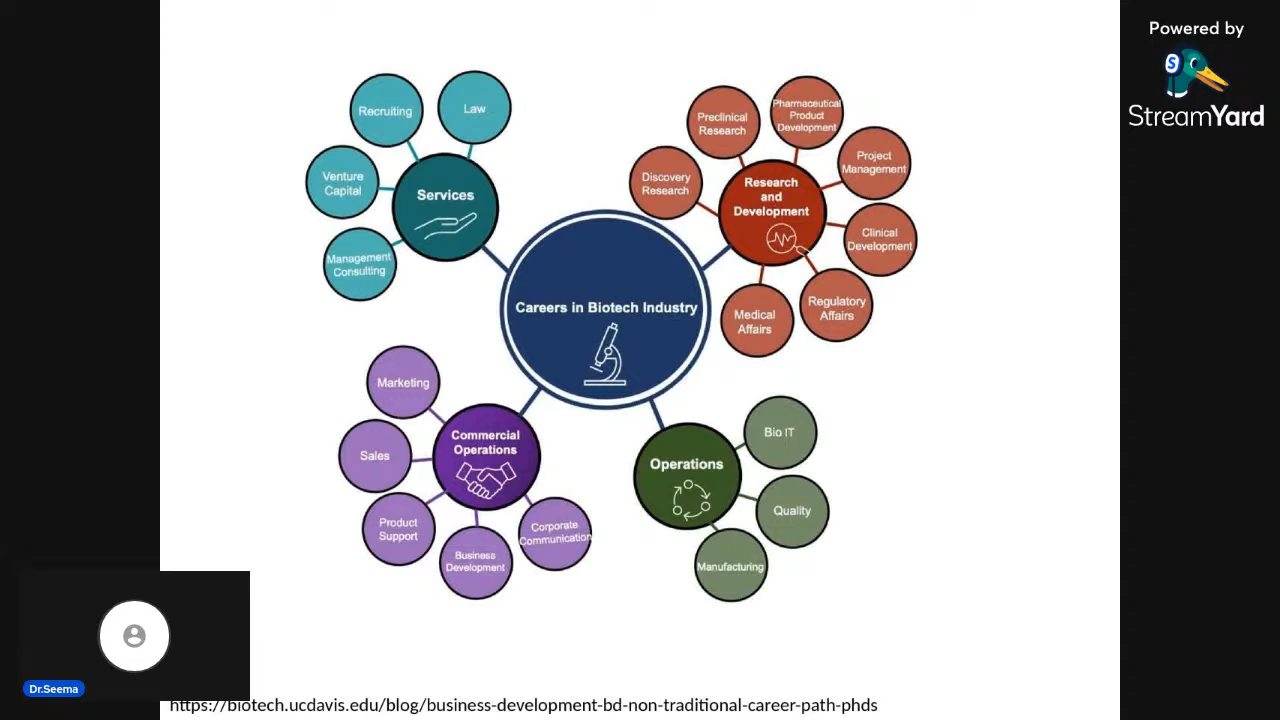 Powered by
S
StreamYard
Recruiting
Law
Venture
Capital
Services
Management
Consulting
Preclinical
Research
Pharmaceutical
Product
Development
Project
Management
Discovery
Research
Research
and
Development
Clinical
Development
Regulatory
Affairs
Medical
Affairs
Careers in Biotech Industry
Marketing
Commercial
Operations
Sales
Product
Support
Business
Development
Corporate
Communication
Operations
Bio IT
Quality
Manufacturing
Dr.Seema
https://biotech.ucdavis.edu/blog/business-development-bd-non-traditional-career-path-phds